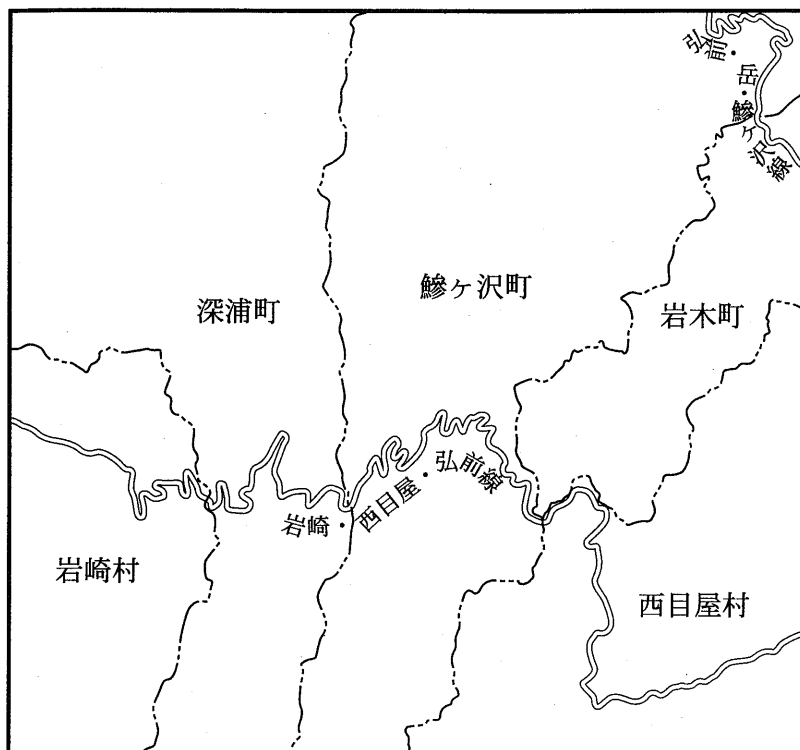 弘前・岳・鰺ヶ沢線
鰺ヶ沢町
深浦町
岩木町
岩崎・西目屋・弘前線
岩崎村
西目屋村